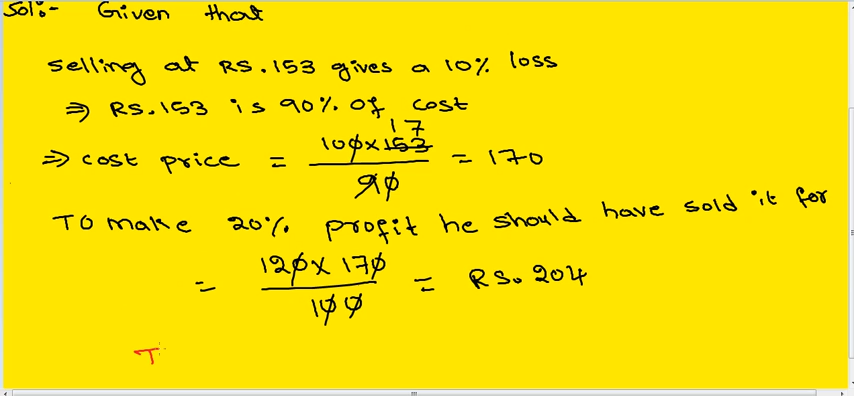 Sol:- Given that
selling at RS.153 gives a 10% loss
⇒ RS.153 is 90% of cost
17
⇒ cost price = 100×153/90 = 170
To make 20% profit he should have sold it for
= 120×170/100 = RS. 204
T